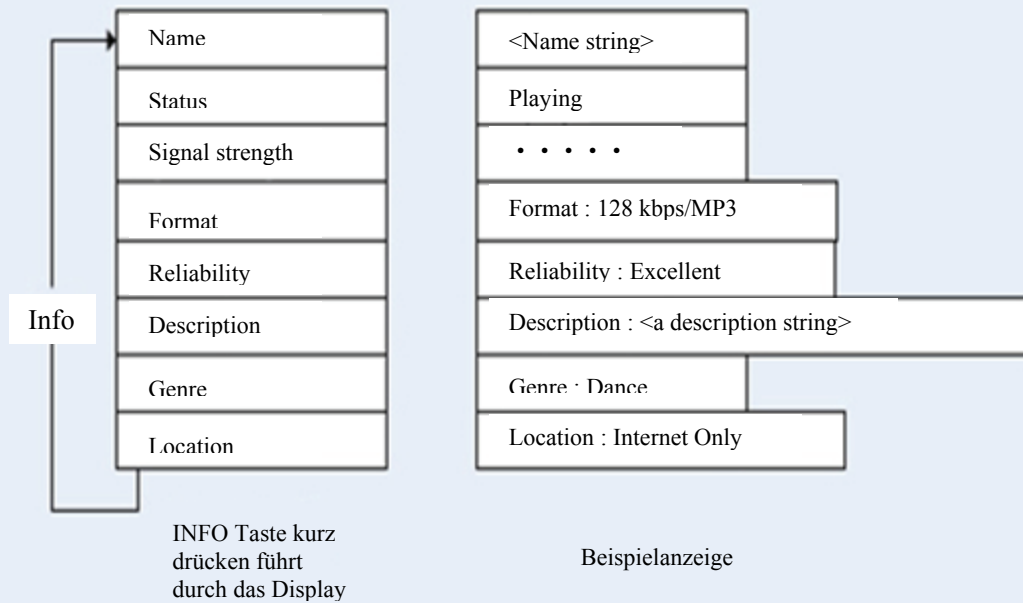 Name
Status
Signal strength
Format
Reliability
Description
Genre
Location
Info
INFO Taste kurz
drücken führt
durch das Display
<Name string>
Playing
• • • • •
Format : 128 kbps/MP3
Reliability : Excellent
Description : <a description string>
Genre : Dance
Location : Internet Only
Beispielanzeige